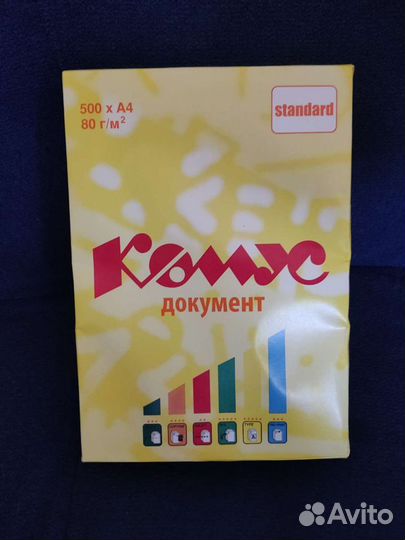 500 x A4
80 г/м²
standard
Комус
документ
Avito